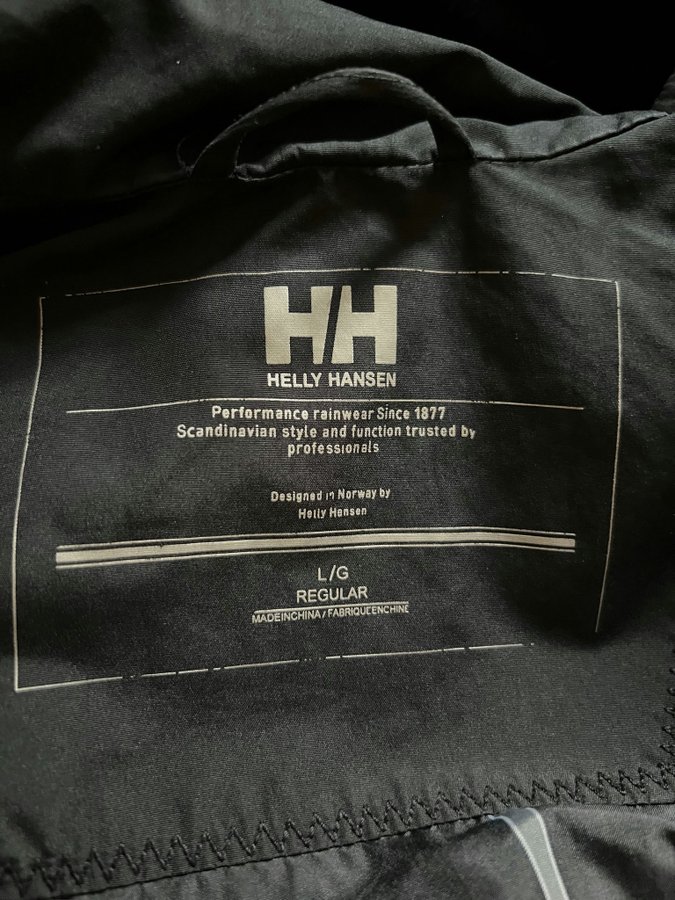 HH
HELLY HANSEN
Performance rainwear Since 1877
Scandinavian style and function trusted by
professionals
Designed in Norway by
Helly Hansen
L/G
REGULAR
MADEINCHINA / FABRIQUEENCHINE